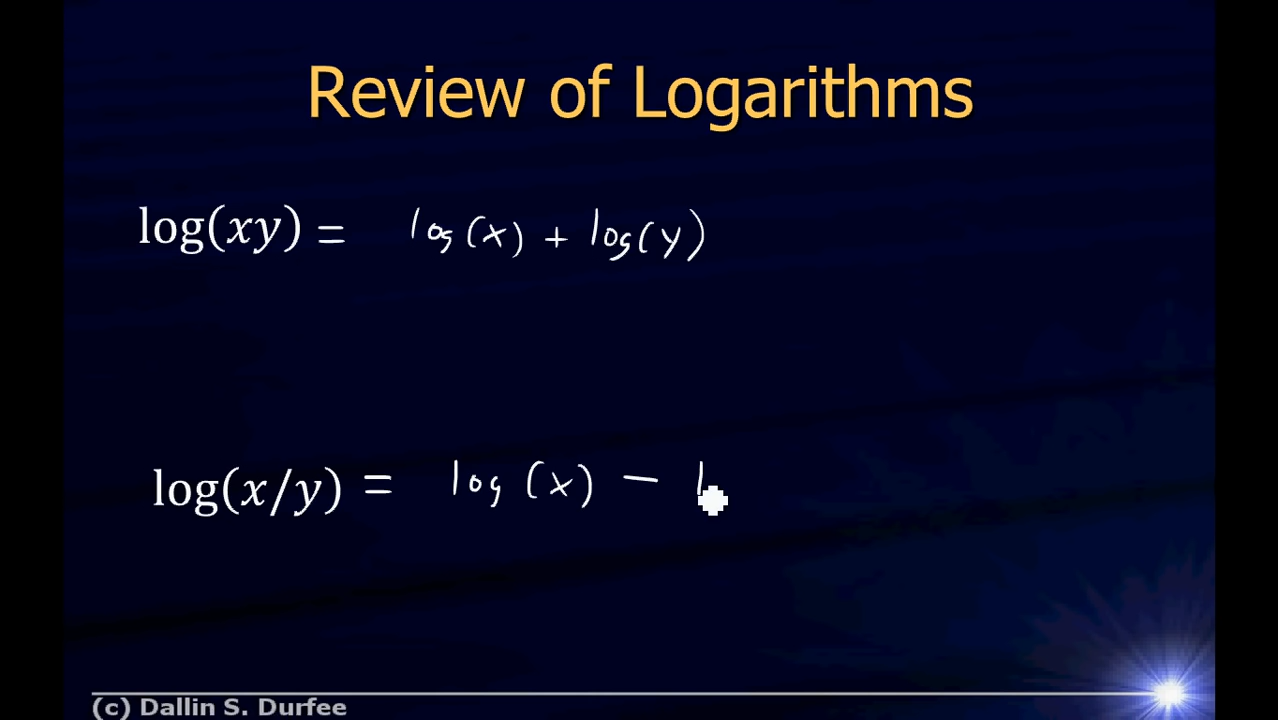 Review of Logarithms
log(xy) = log(x) + log(y)
log(x/y) = log(x) − l
(c) Dallin S. Durfee